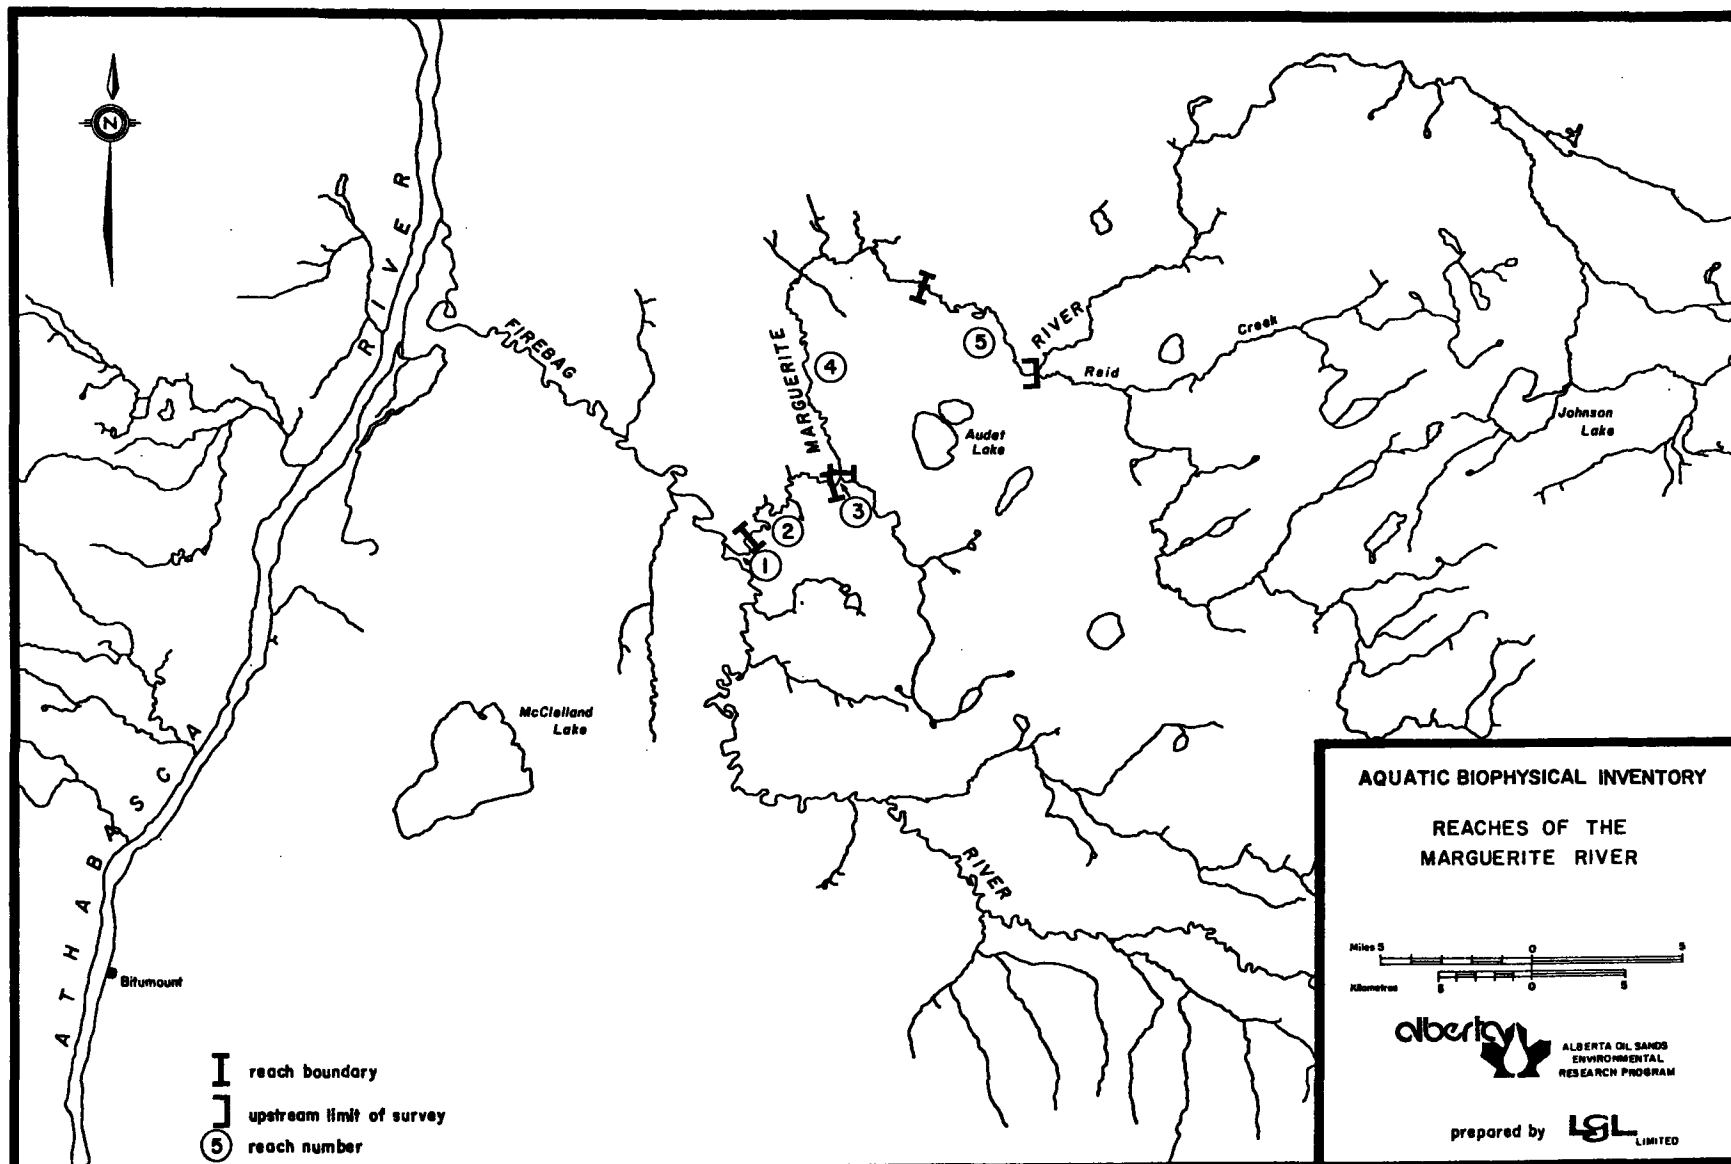 N
ATHABASCA
RIVER
FIREBAG
RIVER
MARGUERITE
RIVER
Reid
Creek
Audet
Lake
Johnson
Lake
McClelland
Lake
Bitumount
1
2
3
4
5
reach boundary
upstream limit of survey
5 reach number
AQUATIC BIOPHYSICAL INVENTORY
REACHES OF THE
MARGUERITE RIVER
Miles 5 0 5
Kilometres 5 0 5
alberta
ALBERTA OIL SANDS
ENVIRONMENTAL
RESEARCH PROGRAM
prepared by LGL LIMITED